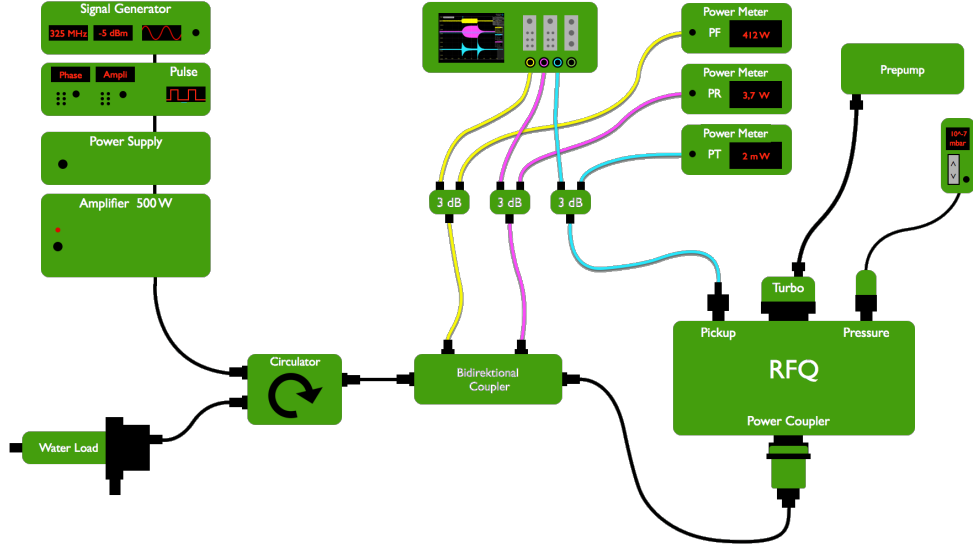 Signal Generator
325 MHz
-5 dBm
Phase
Ampli
Pulse
Power Supply
Amplifier 500 W
Power Meter
PF
412 W
Power Meter
PR
3,7 W
Power Meter
PT
2 m W
Prepump
10^-7
mbar
3 dB
3 dB
3 dB
Turbo
Pickup
Pressure
RFQ
Power Coupler
Circulator
Bidirektional
Coupler
Water Load